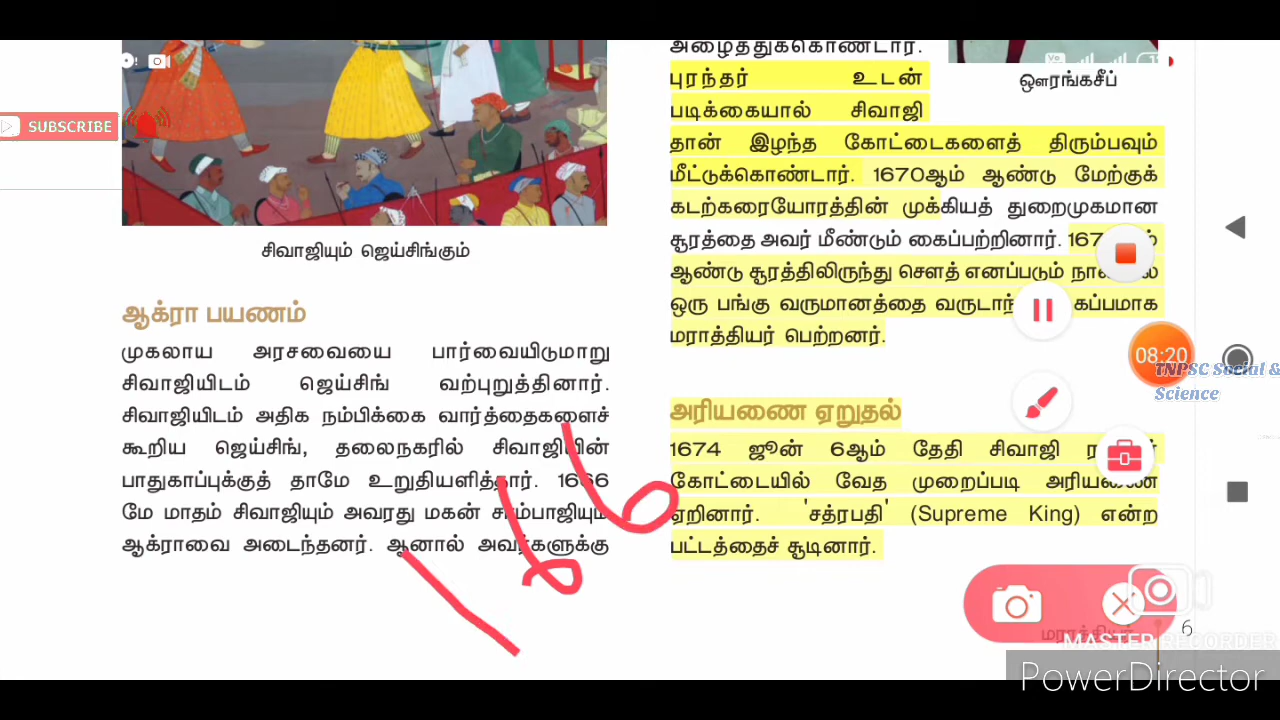 SUBSCRIBE
சிவாஜியும் ஜெய்சிங்கும்
ஆக்ரா பயணம்
முகலாய அரசவையை பார்வையிடுமாறு
சிவாஜியிடம் ஜெய்சிங் வற்புறுத்தினார்.
சிவாஜியிடம் அதிக நம்பிக்கை வார்த்தைகளைச்
கூறிய ஜெய்சிங், தலைநகரில் சிவாஜியின்
பாதுகாப்புக்குத் தாமே உறுதியளித்தார். 1666
மே மாதம் சிவாஜியும் அவரது மகன் சாம்பாஜியும்
ஆக்ராவை அடைந்தனர். ஆனால் அவர்களுக்கு
166
அழைத்துக்கொண்டார்.
புரந்தர் உடன்
படிக்கையால் சிவாஜி
தான் இழந்த கோட்டைகளைத் திரும்பவும்
மீட்டுக்கொண்டார். 1670ஆம் ஆண்டு மேற்குக்
கடற்கரையோரத்தின் முக்கியத் துறைமுகமான
சூரத்தை அவர் மீண்டும் கைப்பற்றினார்.
ஆண்டு சூரத்திலிருந்து சௌத் எனப்படும்
ஒரு பங்கு வருமானத்தை கப்பமாக
மராத்தியர் பெற்றனர்.
ஔரங்கசீப்
அரியணை ஏறுதல்
1674 ஜூன் 6ஆம் தேதி சிவாஜி
கோட்டையில் வேத முறைப்படி அரியணை
ஏறினார். 'சத்ரபதி' (Supreme King) என்ற
பட்டத்தைச் சூடினார்.
08:20
TNPSC Social &
Science
6
மராத்தியர்
MASTER RECORDER
PowerDirector